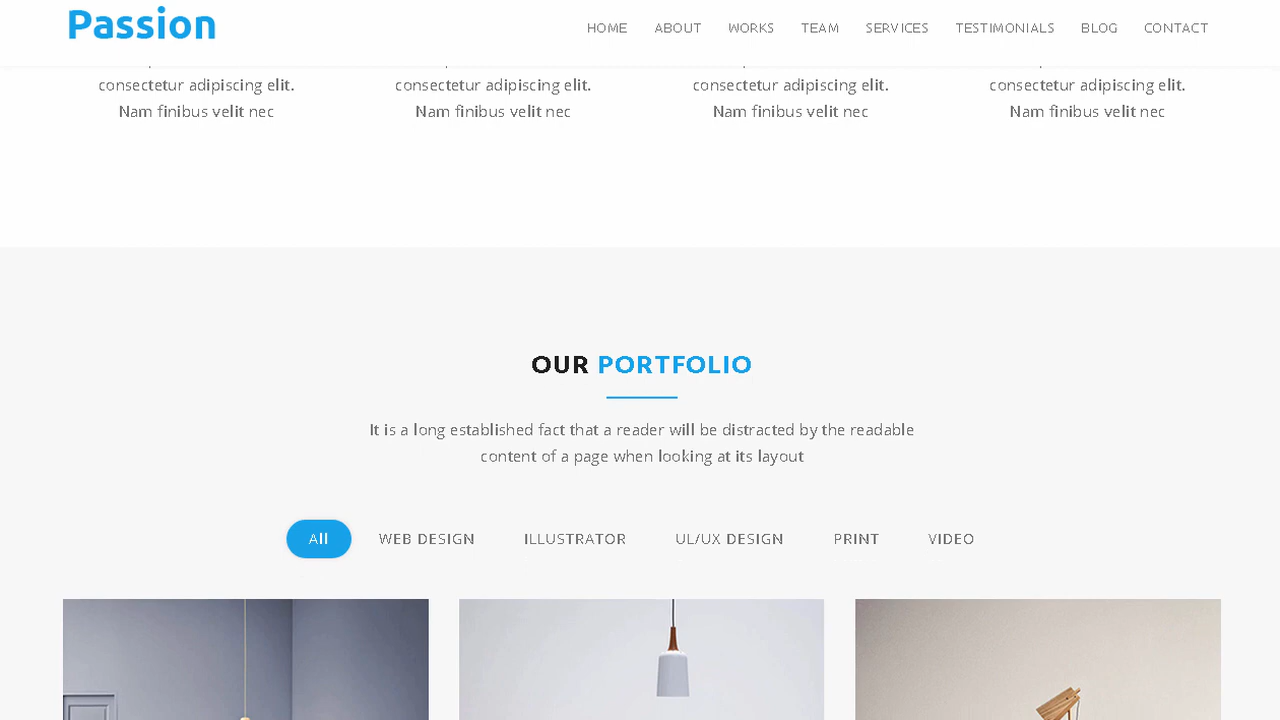 Passion
HOME ABOUT WORKS TEAM SERVICES TESTIMONIALS BLOG CONTACT
consectetur adipiscing elit. consectetur adipiscing elit. consectetur adipiscing elit. consectetur adipiscing elit.
Nam finibus velit nec Nam finibus velit nec Nam finibus velit nec Nam finibus velit nec
OUR PORTFOLIO
It is a long established fact that a reader will be distracted by the readable
content of a page when looking at its layout
All WEB DESIGN ILLUSTRATOR UL/UX DESIGN PRINT VIDEO